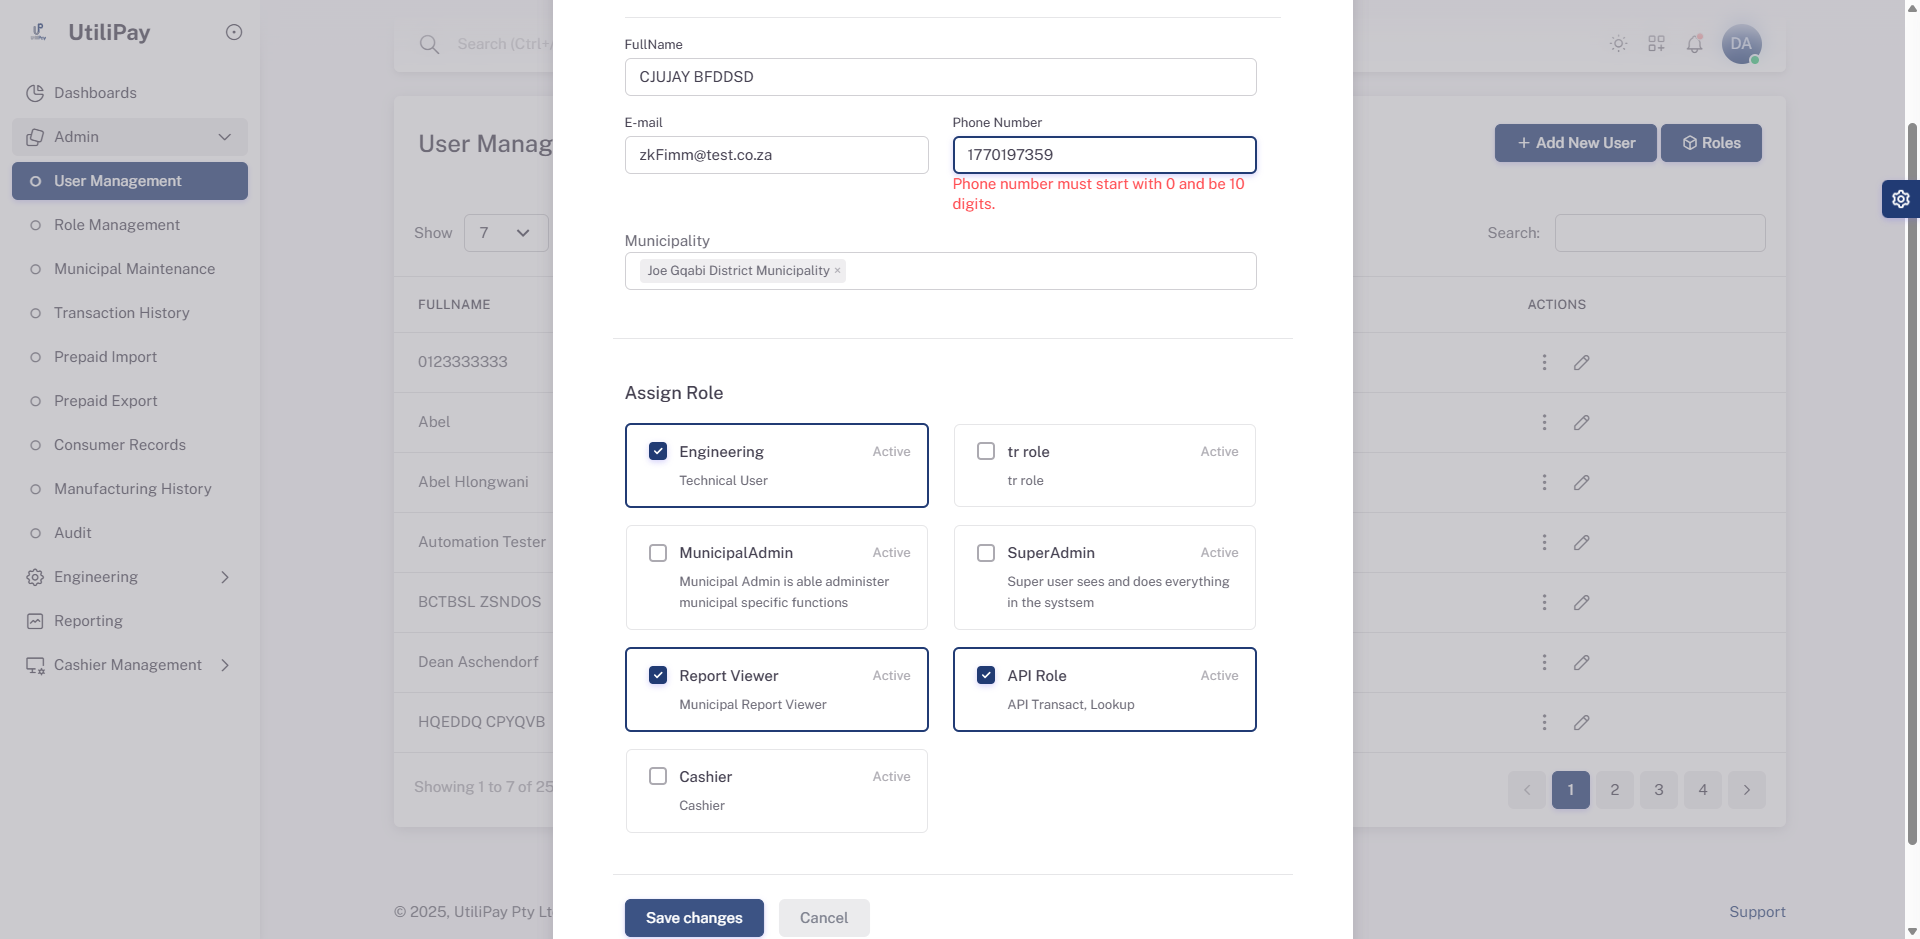 UtiliPay
Dashboards
Admin
User Management
Role Management
Municipal Maintenance
Transaction History
Prepaid Import
Prepaid Export
Consumer Records
Manufacturing History
Audit
Engineering
Reporting
Cashier Management
Search (Ctrl+/
DA
User Manag
+ Add New User
Roles
Show 7
Search:
FULLNAME
ACTIONS
0123333333
Abel
Abel Hlongwani
Automation Tester
BCTBSL ZSNDOS
Dean Aschendorf
HQEDDQ CPYQVB
Showing 1 to 7 of 25
1 2 3 4
© 2025, UtiliPay Pty Lt
Support
FullName
CJUJAY BFDDSD
E-mail
zkFimm@test.co.za
Phone Number
1770197359
Phone number must start with 0 and be 10
digits.
Municipality
Joe Gqabi District Municipality ×
Assign Role
Engineering Active
Technical User
tr role Active
tr role
MunicipalAdmin Active
Municipal Admin is able administer
municipal specific functions
SuperAdmin Active
Super user sees and does everything
in the systsem
Report Viewer Active
Municipal Report Viewer
API Role Active
API Transact, Lookup
Cashier Active
Cashier
Save changes
Cancel